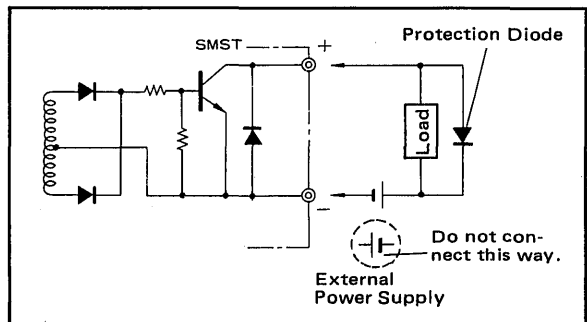 SMST
+
Protection Diode
Load
−
Do not con-
nect this way.
External
Power Supply